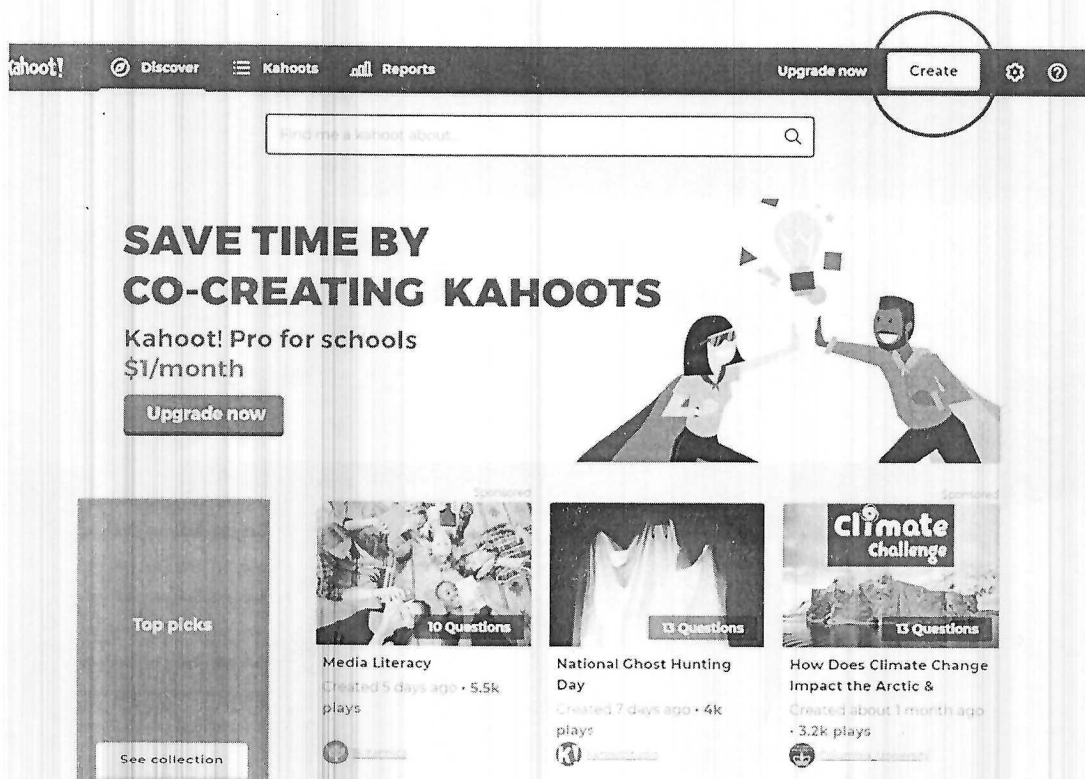 Kahoot!
Discover
Kahoots
Reports
Upgrade now
Create
Find me a kahoot about...
SAVE TIME BY
CO-CREATING KAHOOTS
Kahoot! Pro for schools
$1/month
Upgrade now
Top picks
See collection
Sponsored
10 Questions
Media Literacy
Created 5 days ago • 5.5k
plays
Britannica
13 Questions
National Ghost Hunting
Day
Created 7 days ago • 4k
plays
Sponsored
Climate
Challenge
13 Questions
How Does Climate Change
Impact the Arctic &
Created about 1 month ago
• 3.2k plays